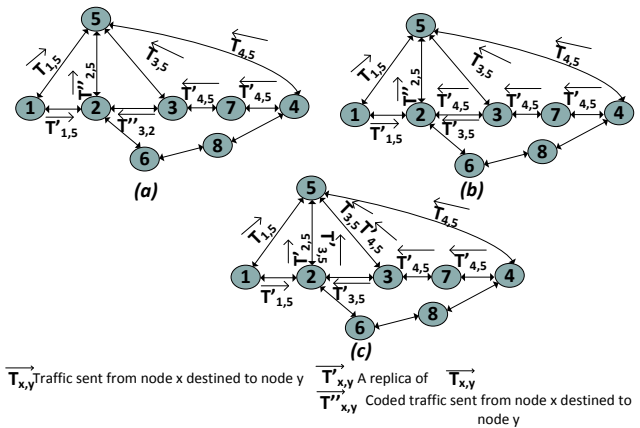 5
5
T1,5
T''2,5
T3,5
T4,5
T1,5
T''2,5
T3,5
T4,5
T'4,5
T'4,5
T'4,5
T'4,5
T'4,5
1
2
3
7
4
1
2
3
7
4
T'1,5
T''3,2
T'1,5
T'3,5
6
8
6
8
(a)
(b)
5
T1,5
T'2,5
T'3,5
T3,5
T'4,5
T4,5
T'4,5
T'4,5
1
2
3
7
4
T'1,5
T'3,5
6
8
(c)
Tx,y Traffic sent from node x destined to node y T'x,y A replica of Tx,y
T''x,y Coded traffic sent from node x destined to
node y